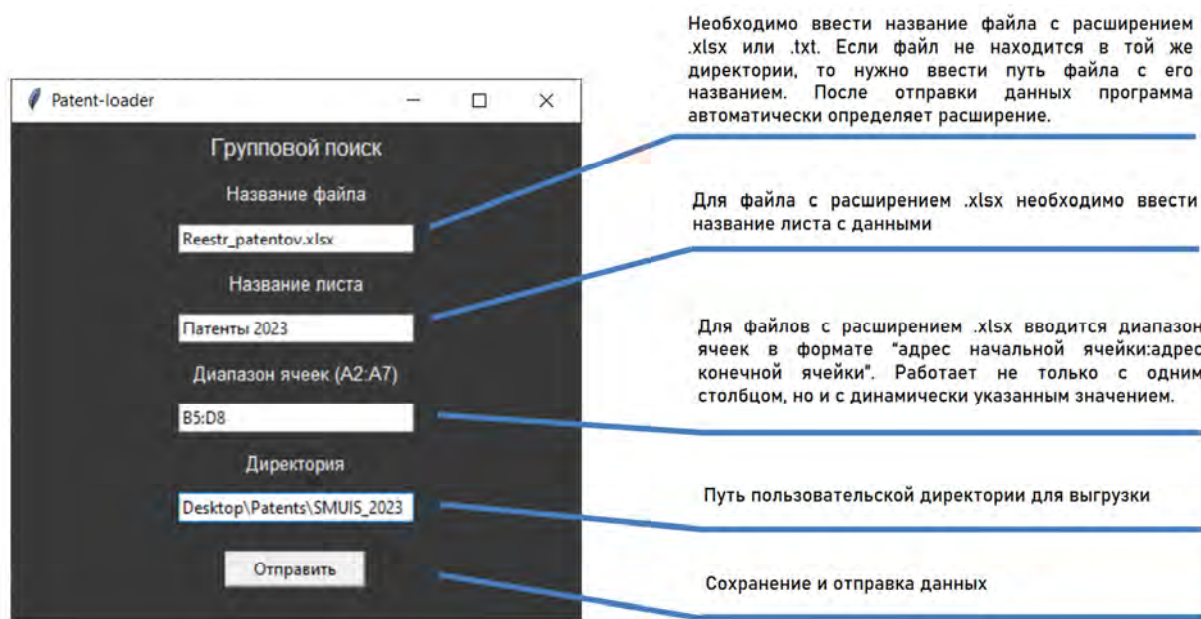 Patent-loader
Групповой поиск
Название файла
Reestr_patentov.xlsx
Название листа
Патенты 2023
Диапазон ячеек (A2:A7)
B5:D8
Директория
Desktop\Patents\SMUIS_2023
Отправить
Необходимо ввести название файла с расширением
.xlsx или .txt. Если файл не находится в той же
директории, то нужно ввести путь файла с его
названием. После отправки данных программа
автоматически определяет расширение.
Для файла с расширением .xlsx необходимо ввести
название листа с данными
Для файлов с расширением .xlsx вводится диапазон
ячеек в формате "адрес начальной ячейки:адрес
конечной ячейки". Работает не только с одним
столбцом, но и с динамически указанным значением.
Путь пользовательской директории для выгрузки
Сохранение и отправка данных